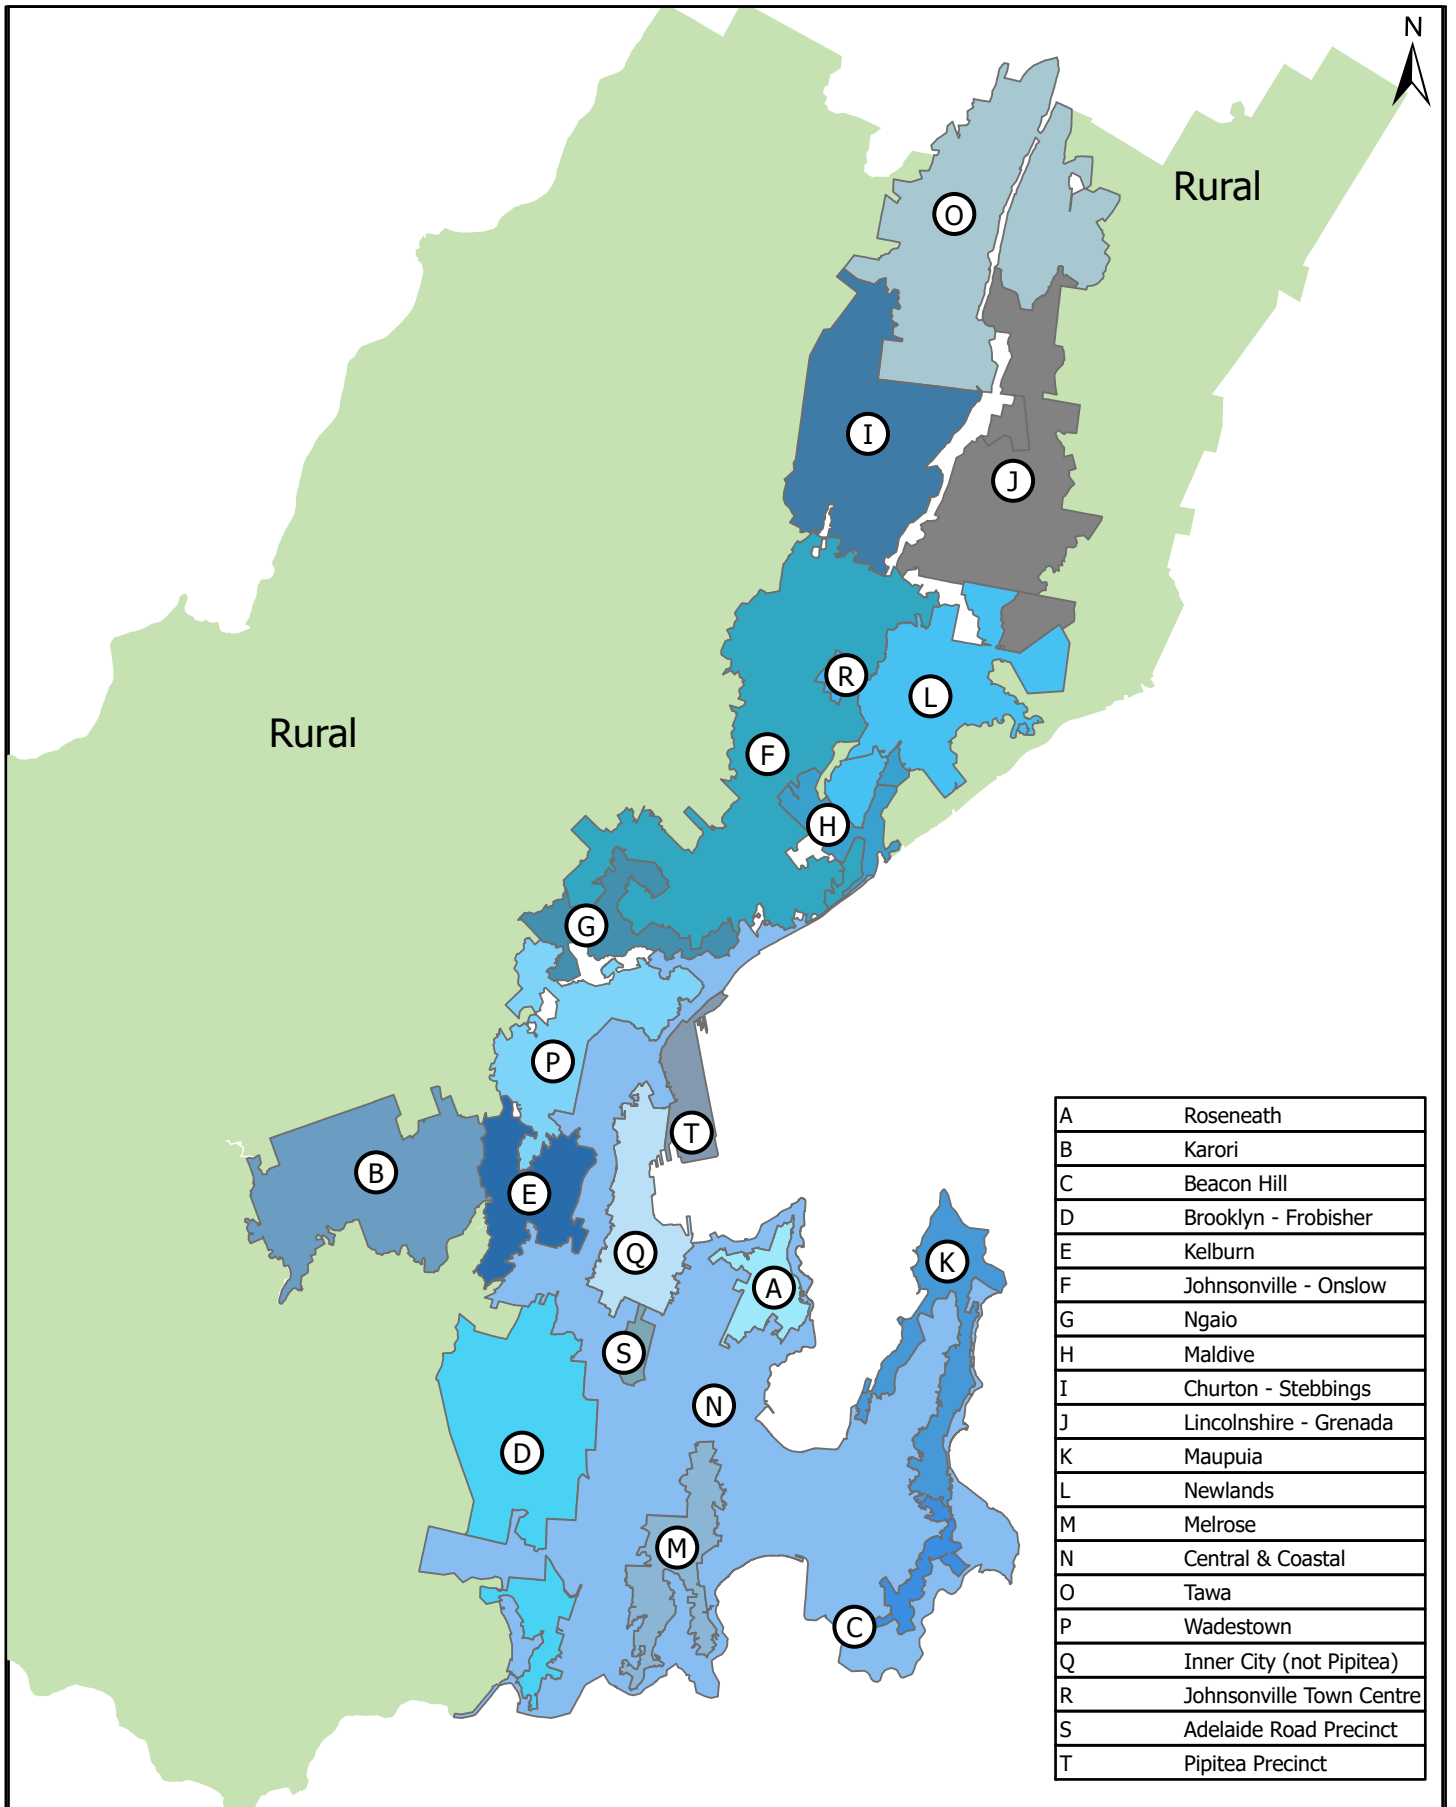 N
Rural
O
I
J
R
L
Rural
F
H
G
P
T
B
E
Q
K
A
S
N
D
M
C
A Roseneath
B Karori
C Beacon Hill
D Brooklyn - Frobisher
E Kelburn
F Johnsonville - Onslow
G Ngaio
H Maldive
I Churton - Stebbings
J Lincolnshire - Grenada
K Maupuia
L Newlands
M Melrose
N Central & Coastal
O Tawa
P Wadestown
Q Inner City (not Pipitea)
R Johnsonville Town Centre
S Adelaide Road Precinct
T Pipitea Precinct